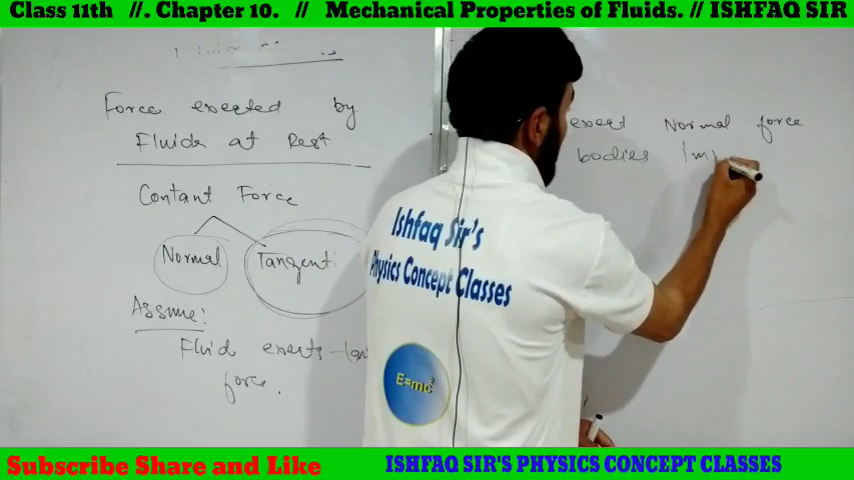 Class 11th //. Chapter 10. // Mechanical Properties of Fluids. // ISHFAQ SIR
Force exerted by
Fluids at Rest
Contant Force
Normal Tangent
Assume:
Fluid exerts
force.
exert Normal force
bodies
Ishfaq Sir's
Physics Concept Classes
E=mc2
Subscribe Share and Like
ISHFAQ SIR'S PHYSICS CONCEPT CLASSES